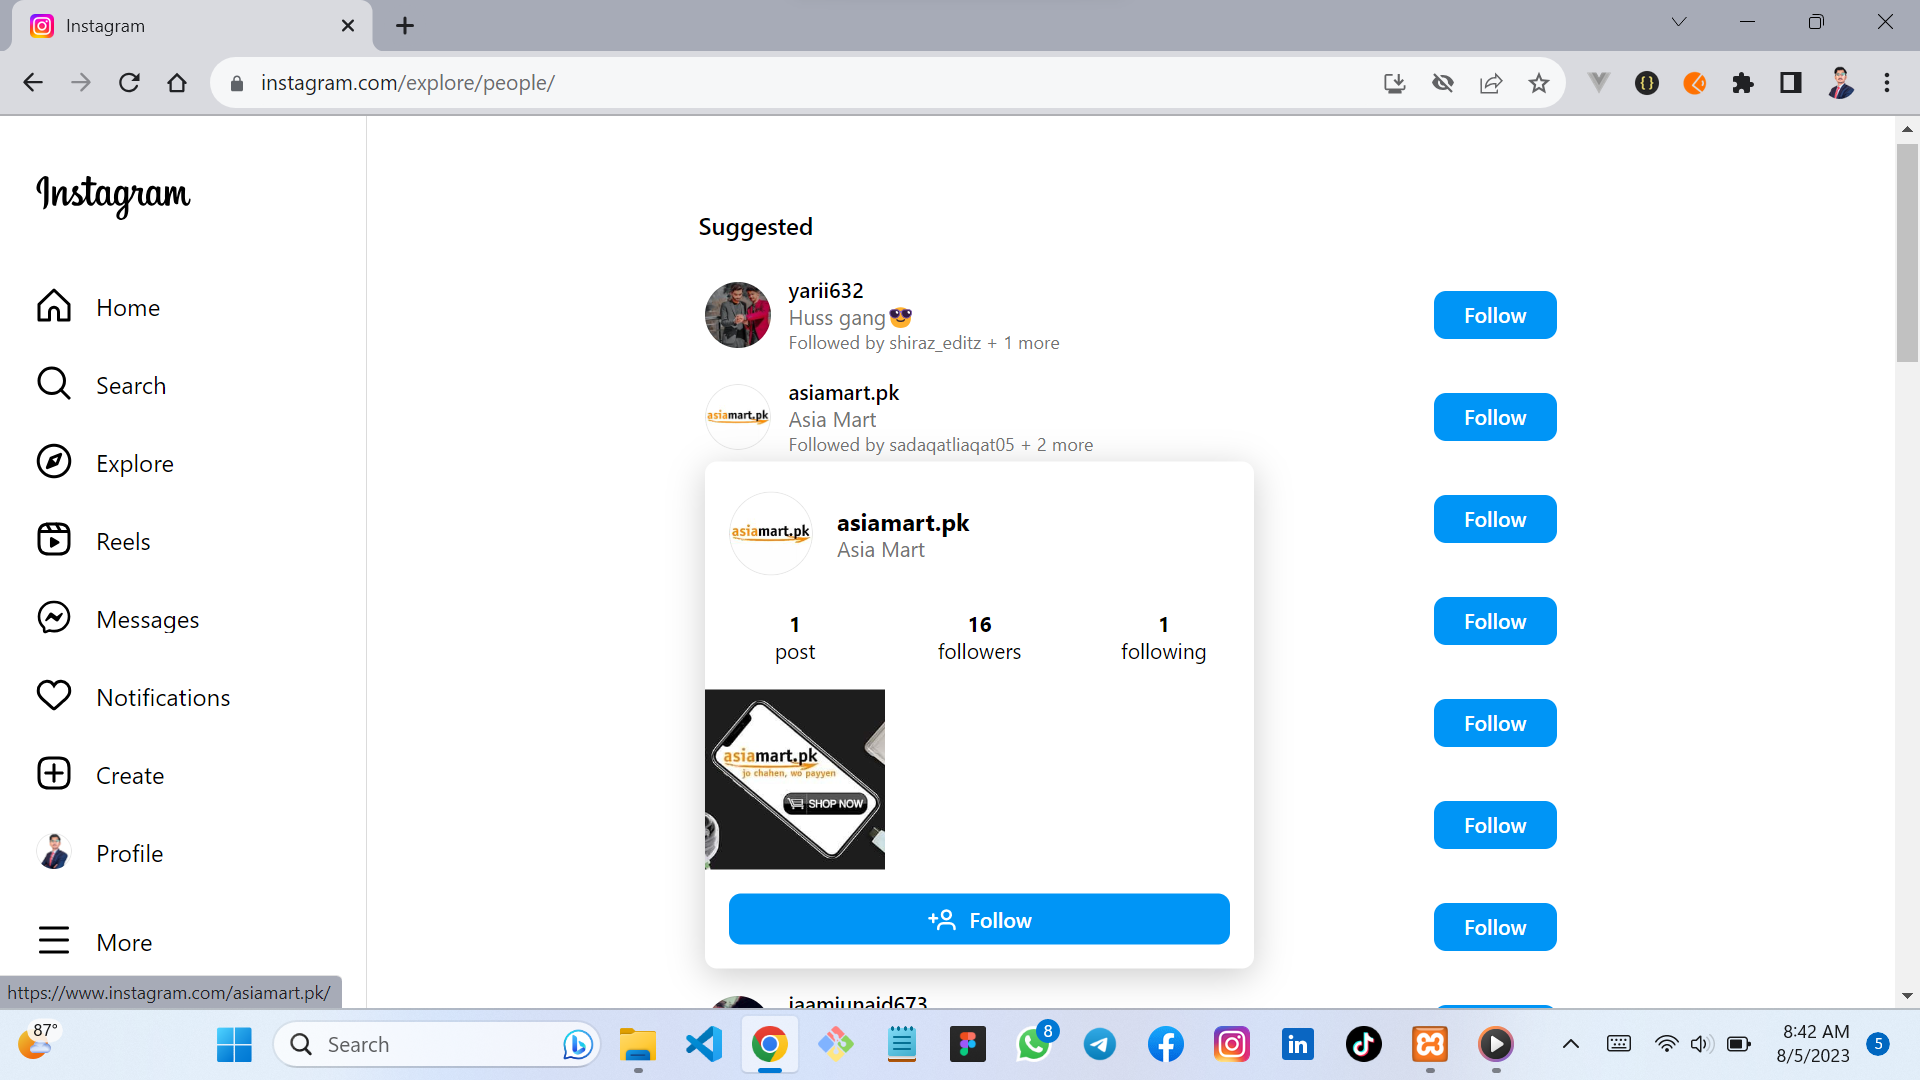 Instagram
instagram.com/explore/people/
Instagram
Home
Search
Explore
Reels
Messages
Notifications
Create
Profile
More
Suggested
yarii632
Huss gang😎
Followed by shiraz_editz + 1 more
Follow
asiamart.pk
asiamart.pk
Asia Mart
Followed by sadaqatliaqat05 + 2 more
Follow
asiamart.pk
asiamart.pk
Asia Mart
1
post
16
followers
1
following
asiamart.pk
jo chahen, wo payyen
SHOP NOW
Follow
Follow
Follow
Follow
Follow
Follow
jaamjunaid673
https://www.instagram.com/asiamart.pk/
87°
Search
8
8:42 AM
8/5/2023
5